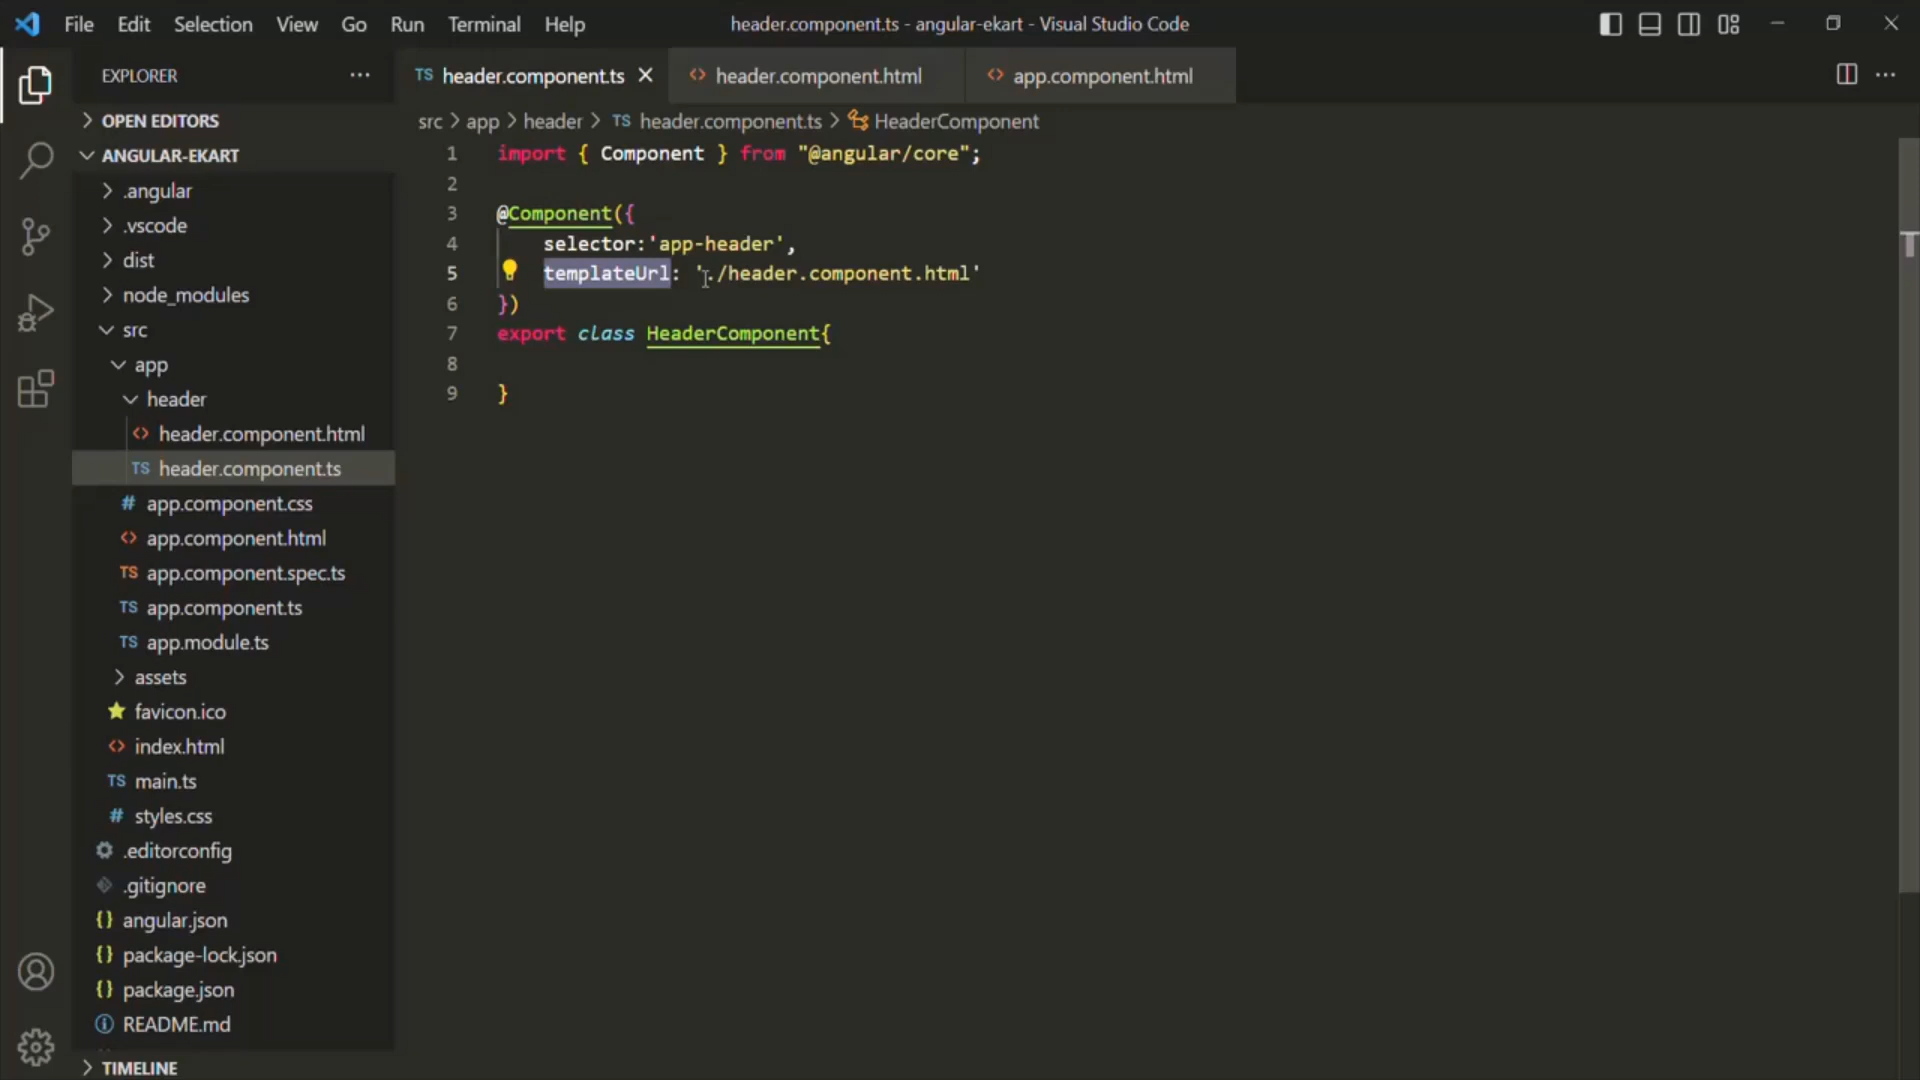 File Edit Selection View Go Run Terminal Help header.component.ts - angular-ekart - Visual Studio Code
EXPLORER
OPEN EDITORS
ANGULAR-EKART
.angular
.vscode
dist
node_modules
src
app
header
header.component.html
TS header.component.ts
# app.component.css
app.component.html
TS app.component.spec.ts
TS app.component.ts
TS app.module.ts
assets
favicon.ico
index.html
TS main.ts
# styles.css
.editorconfig
.gitignore
{} angular.json
{} package-lock.json
{} package.json
README.md
TIMELINE
TS header.component.ts header.component.html app.component.html
src > app > header > TS header.component.ts > HeaderComponent
1 import { Component } from "@angular/core";
2
3 @Component({
4 selector:'app-header',
5 templateUrl: './header.component.html'
6 })
7 export class HeaderComponent{
8
9 }